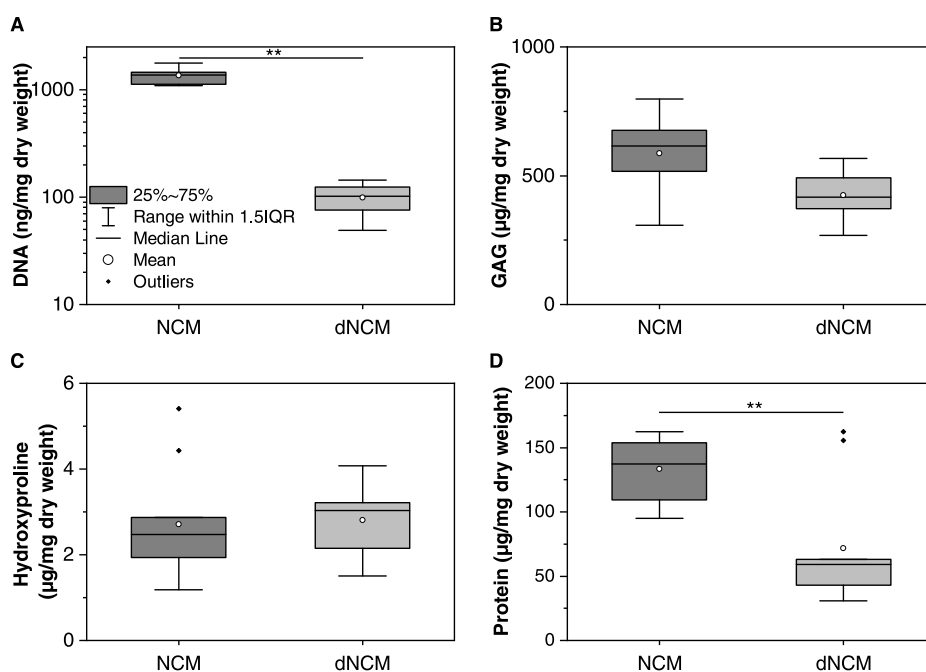 A
DNA (ng/mg dry weight)
1000
100
10
**
25%~75%
Range within 1.5IQR
Median Line
Mean
Outliers
NCM
dNCM
B
GAG (µg/mg dry weight)
1000
500
0
NCM
dNCM
C
Hydroxyproline
(µg/mg dry weight)
6
4
2
0
NCM
dNCM
D
Protein (µg/mg dry weight)
200
150
100
50
0
**
NCM
dNCM